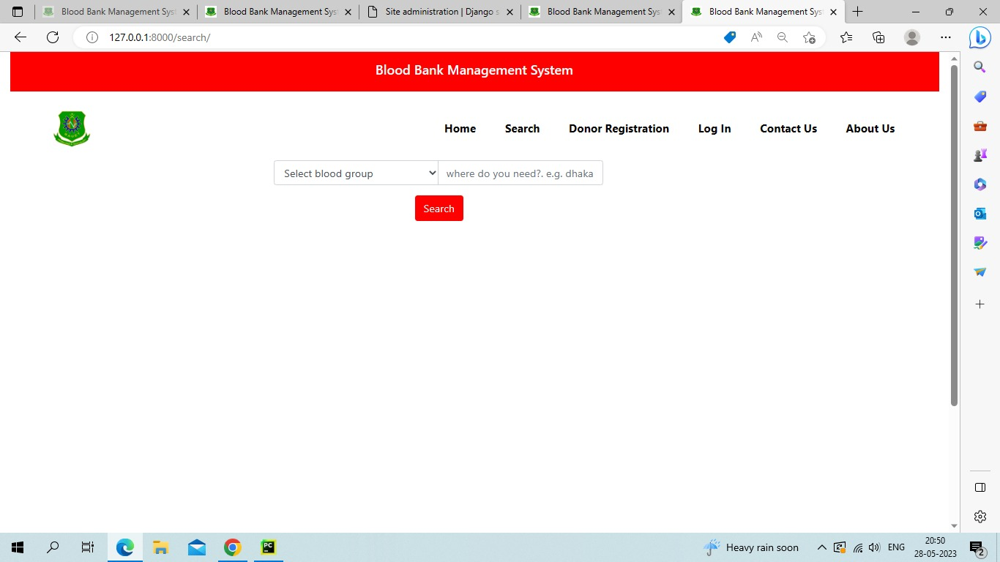 Blood Bank Management Sys
Blood Bank Management Sys
Site administration | Django s
Blood Bank Management Sys
Blood Bank Management Sys
127.0.0.1:8000/search/
Blood Bank Management System
Home Search Donor Registration Log In Contact Us About Us
Select blood group where do you need?. e.g. dhaka
Search
PC
Heavy rain soon ENG
20:50
28-05-2023
2